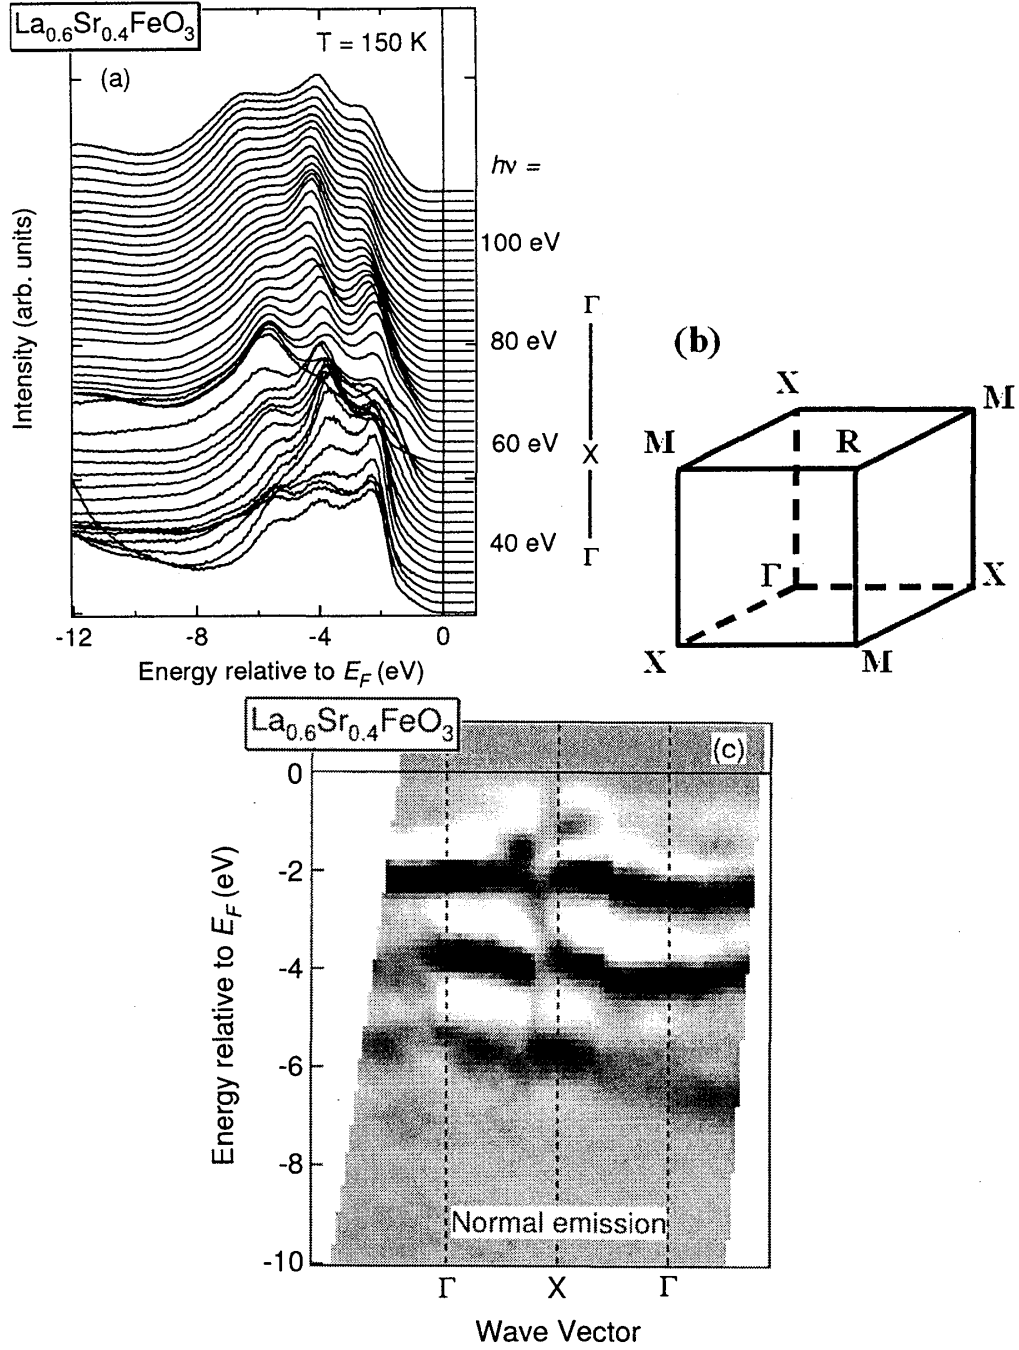 La0.6Sr0.4FeO3
T = 150 K
(a)
hν =
100 eV
80 eV
60 eV
40 eV
Γ
X
Γ
Intensity (arb. units)
-12 -8 -4 0
Energy relative to EF (eV)
(b)
X
M
M
R
Γ
X
X
M
La0.6Sr0.4FeO3
(c)
0
-2
-4
-6
-8
-10
Energy relative to EF (eV)
Normal emission
Γ X Γ
Wave Vector